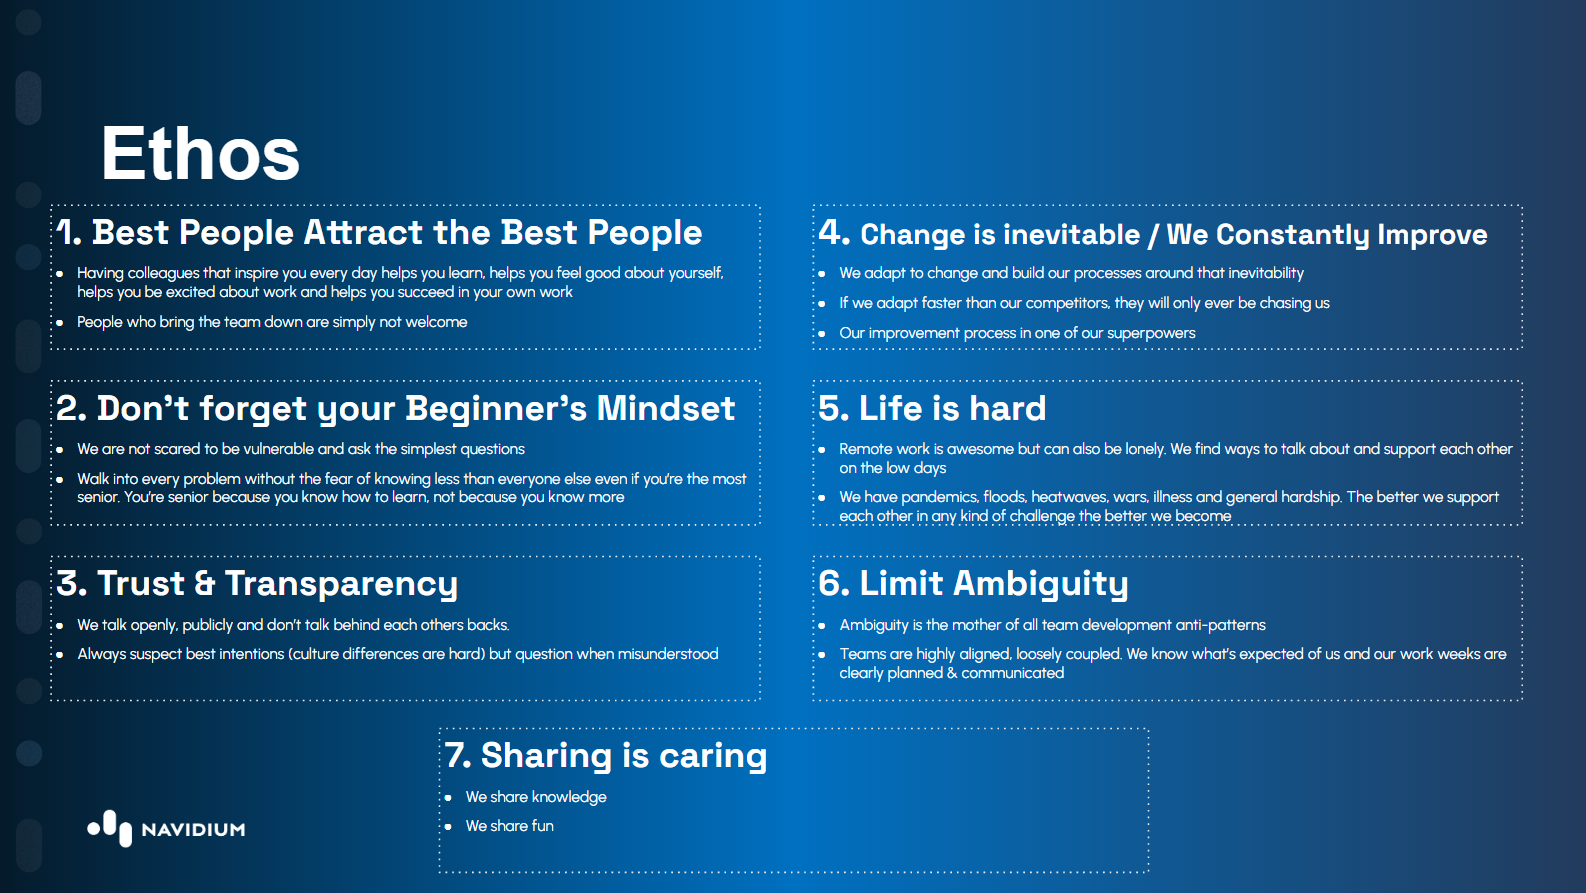 Ethos
1. Best People Attract the Best People
• Having colleagues that inspire you every day helps you learn, helps you feel good about yourself,
helps you be excited about work and helps you succeed in your own work
• People who bring the team down are simply not welcome
2. Don't forget your Beginner's Mindset
• We are not scared to be vulnerable and ask the simplest questions
• Walk into every problem without the fear of knowing less than everyone else even if you're the most
senior. You're senior because you know how to learn, not because you know more
3. Trust & Transparency
• We talk openly, publicly and don't talk behind each others backs.
• Always suspect best intentions (culture differences are hard) but question when misunderstood
4. Change is inevitable / We Constantly Improve
• We adapt to change and build our processes around that inevitability
• If we adapt faster than our competitors, they will only ever be chasing us
• Our improvement process in one of our superpowers
5. Life is hard
• Remote work is awesome but can also be lonely. We find ways to talk about and support each other
on the low days
• We have pandemics, floods, heatwaves, wars, illness and general hardship. The better we support
each other in any kind of challenge the better we become
6. Limit Ambiguity
• Ambiguity is the mother of all team development anti-patterns
• Teams are highly aligned, loosely coupled. We know what's expected of us and our work weeks are
clearly planned & communicated
7. Sharing is caring
• We share knowledge
• We share fun
NAVIDIUM